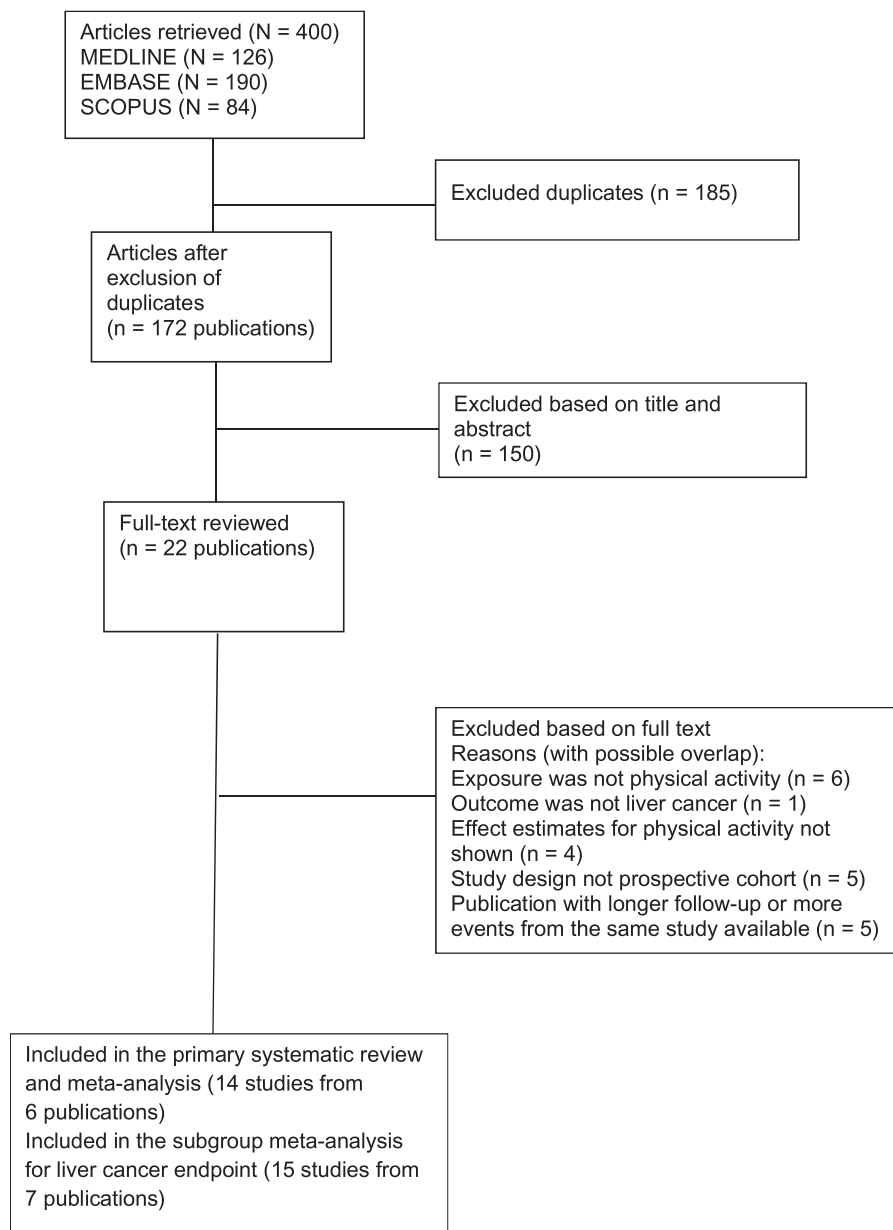 Articles retrieved (N = 400)
MEDLINE (N = 126)
EMBASE (N = 190)
SCOPUS (N = 84)
Excluded duplicates (n = 185)
Articles after
exclusion of
duplicates
(n = 172 publications)
Excluded based on title and
abstract
(n = 150)
Full-text reviewed
(n = 22 publications)
Excluded based on full text
Reasons (with possible overlap):
Exposure was not physical activity (n = 6)
Outcome was not liver cancer (n = 1)
Effect estimates for physical activity not
shown (n = 4)
Study design not prospective cohort (n = 5)
Publication with longer follow-up or more
events from the same study available (n = 5)
Included in the primary systematic review
and meta-analysis (14 studies from
6 publications)
Included in the subgroup meta-analysis
for liver cancer endpoint (15 studies from
7 publications)